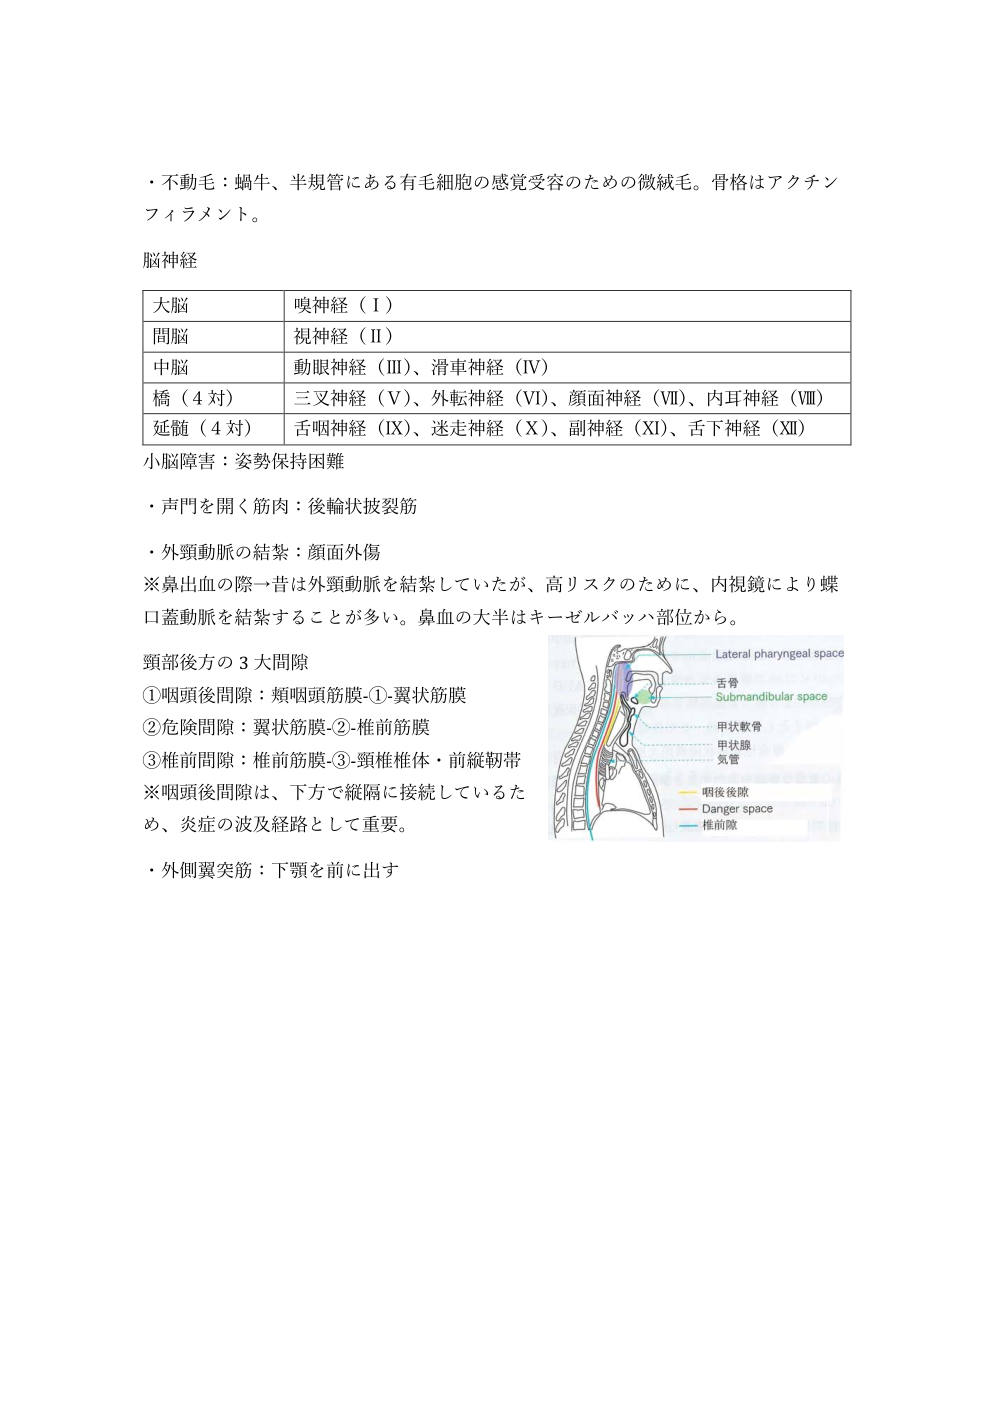 ・不動毛：蝸牛、半規管にある有毛細胞の感覚受容のための微絨毛。骨格はアクチン
フィラメント。
脳神経
大脳 嗅神経（Ⅰ）
間脳 視神経（Ⅱ）
中脳 動眼神経（Ⅲ）、滑車神経（Ⅳ）
橋（４対） 三叉神経（Ⅴ）、外転神経（Ⅵ）、顔面神経（Ⅶ）、内耳神経（Ⅷ）
延髄（４対） 舌咽神経（Ⅸ）、迷走神経（Ⅹ）、副神経（Ⅺ）、舌下神経（Ⅻ）
小脳障害：姿勢保持困難
・声門を開く筋肉：後輪状披裂筋
・外頸動脈の結紮：顔面外傷
※鼻出血の際→昔は外頸動脈を結紮していたが、高リスクのために、内視鏡により蝶
口蓋動脈を結紮することが多い。鼻血の大半はキーゼルバッハ部位から。
頸部後方の 3 大間隙
①咽頭後間隙：頬咽頭筋膜-①-翼状筋膜
②危険間隙：翼状筋膜-②-椎前筋膜
③椎前間隙：椎前筋膜-③-頸椎椎体・前縦靭帯
※咽頭後間隙は、下方で縦隔に接続しているた
め、炎症の波及経路として重要。
Lateral pharyngeal space
舌骨
Submandibular space
甲状軟骨
甲状腺
気管
咽後後隙
Danger space
椎前隙
・外側翼突筋：下顎を前に出す